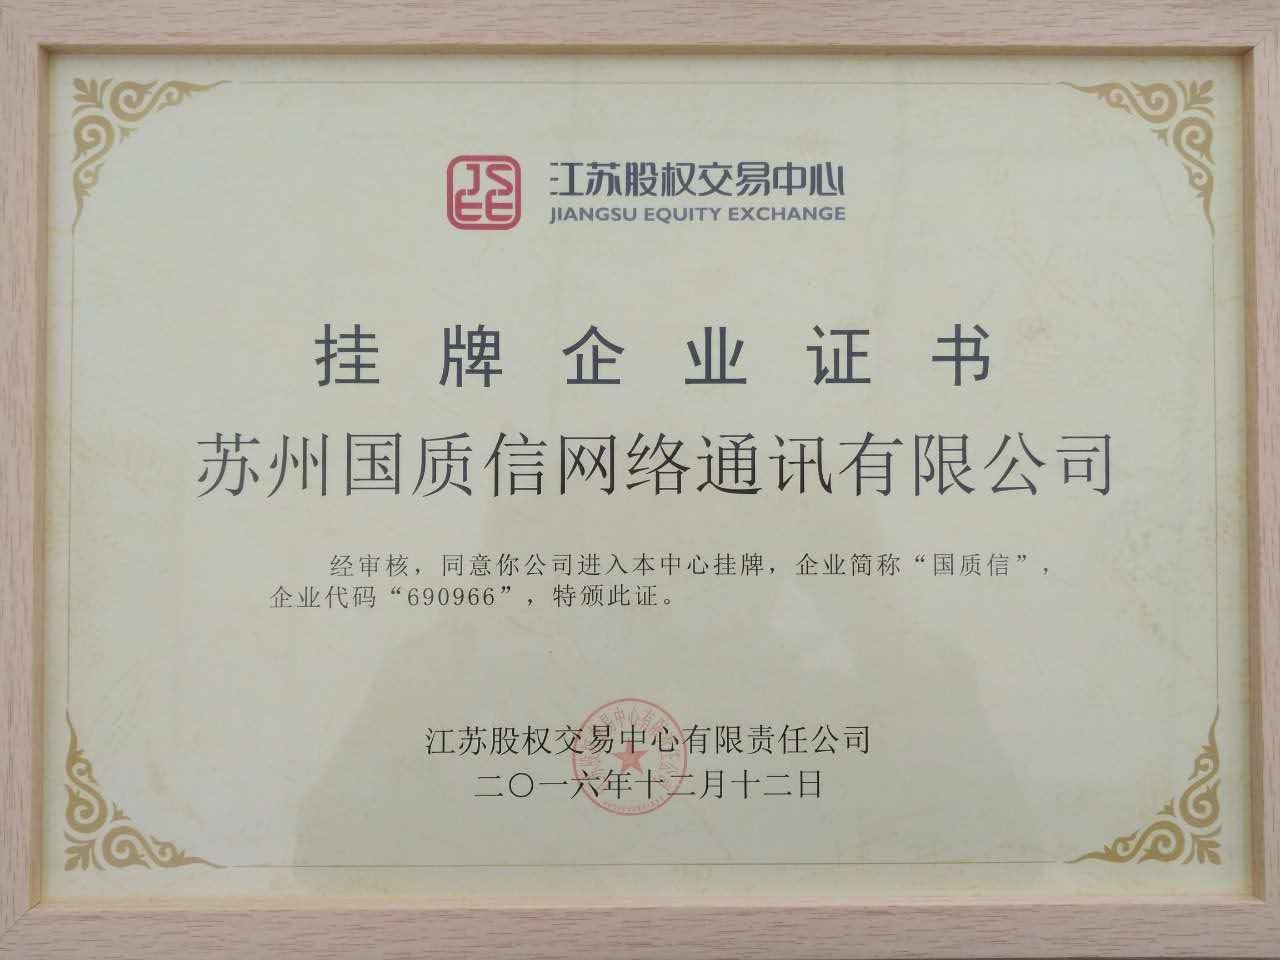 JS
EE
江苏股权交易中心
JIANGSU EQUITY EXCHANGE
挂牌企业证书
苏州国质信网络通讯有限公司
经审核，同意你公司进入本中心挂牌，企业简称“国质信”，
企业代码“690966”，特颁此证。
江苏股权交易中心有限责任公司
二〇一六年十二月十二日